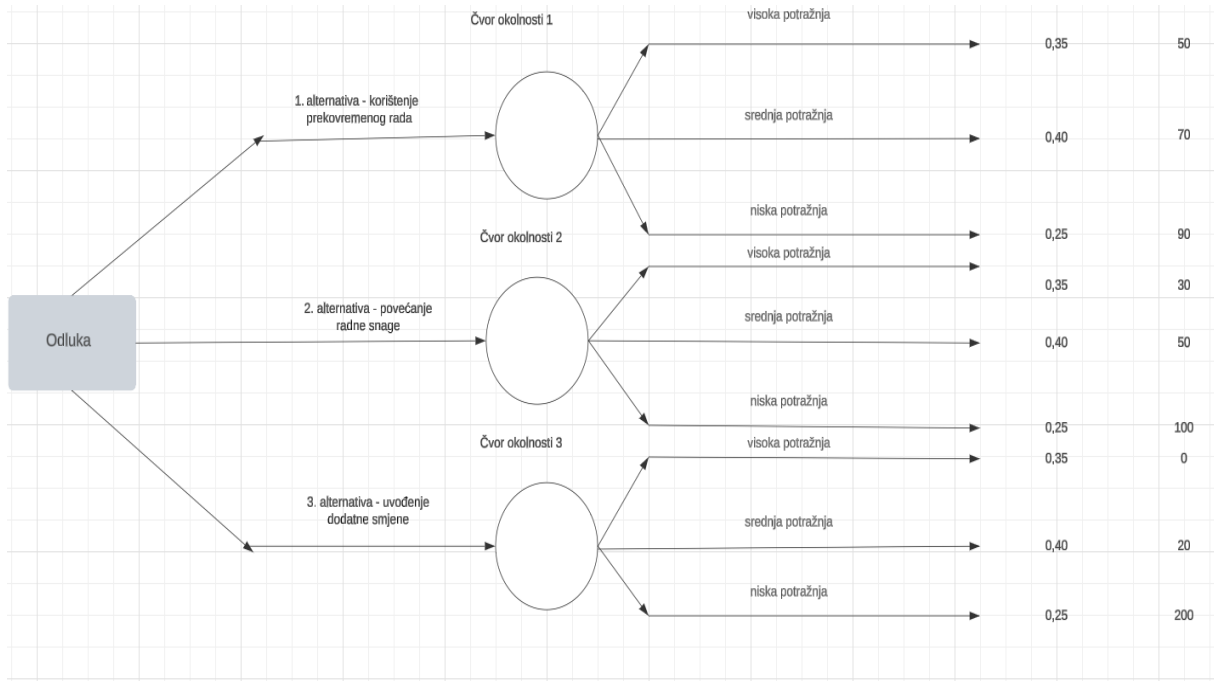 Čvor okolnosti 1
visoka potražnja
0,35 50
1. alternativa - korištenje
prekovremenog rada
srednja potražnja
0,40 70
niska potražnja
0,25 90
Čvor okolnosti 2
visoka potražnja
0,35 30
2. alternativa - povećanje
radne snage
srednja potražnja
Odluka
0,40 50
niska potražnja
0,25 100
Čvor okolnosti 3
visoka potražnja
0,35 0
3. alternativa - uvođenje
dodatne smjene
srednja potražnja
0,40 20
niska potražnja
0,25 200